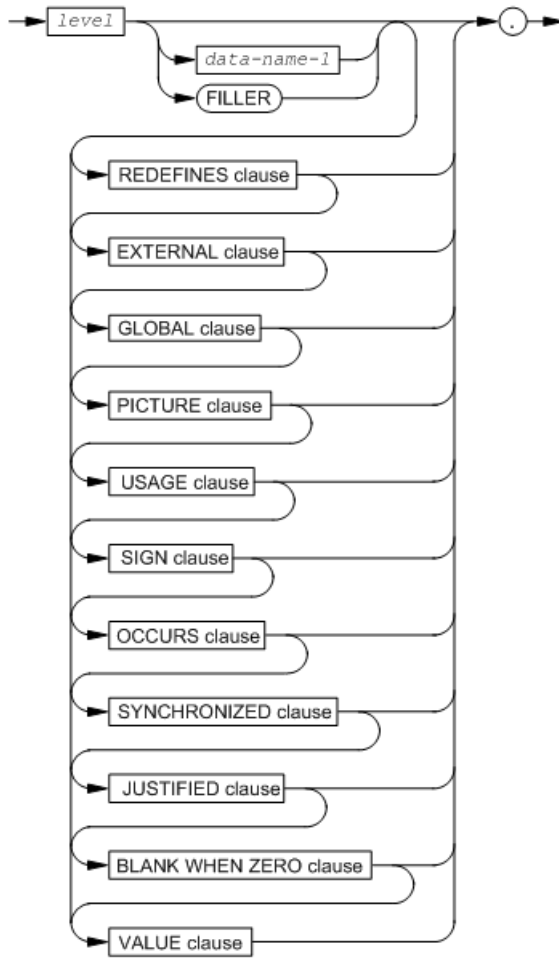 level
data-name-1
FILLER
.
REDEFINES clause
EXTERNAL clause
GLOBAL clause
PICTURE clause
USAGE clause
SIGN clause
OCCURS clause
SYNCHRONIZED clause
JUSTIFIED clause
BLANK WHEN ZERO clause
VALUE clause